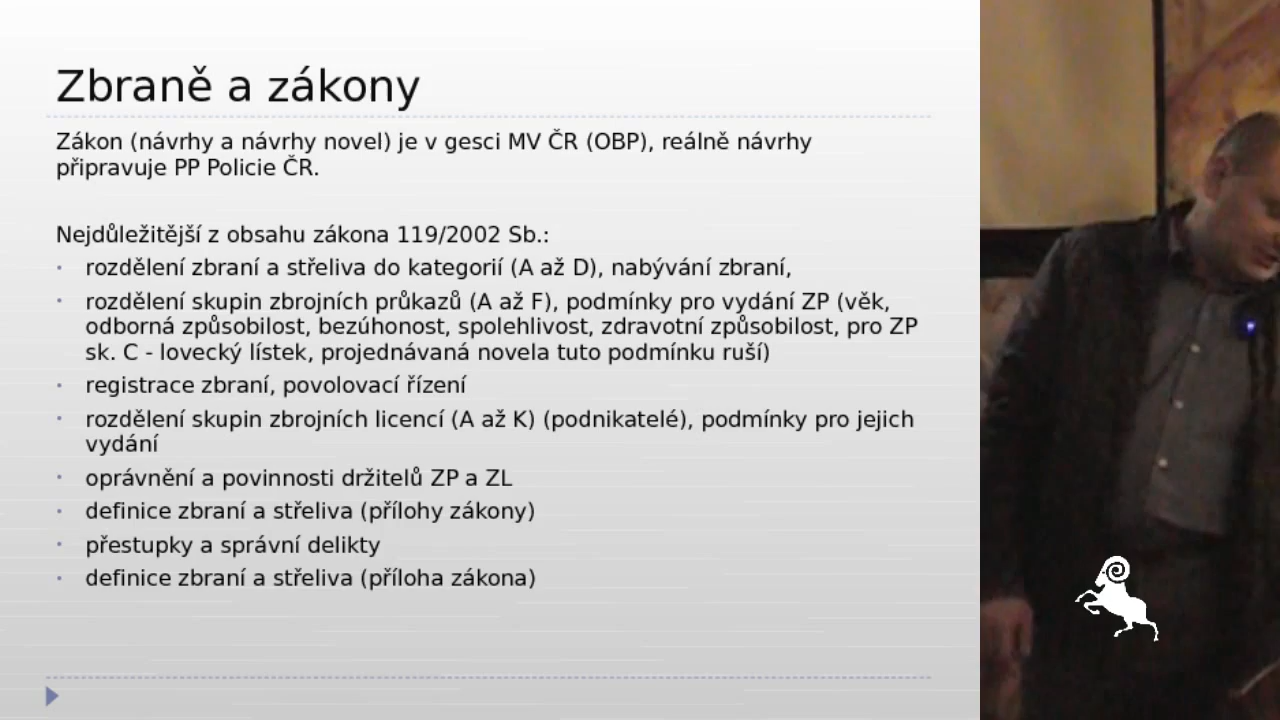 Zbraně a zákony
Zákon (návrhy a návrhy novel) je v gesci MV ČR (OBP), reálně návrhy
připravuje PP Policie ČR.
Nejdůležitější z obsahu zákona 119/2002 Sb.:
· rozdělení zbraní a střeliva do kategorií (A až D), nabývání zbraní,
· rozdělení skupin zbrojních průkazů (A až F), podmínky pro vydání ZP (věk,
odborná způsobilost, bezúhonost, spolehlivost, zdravotní způsobilost, pro ZP
sk. C - lovecký lístek, projednávaná novela tuto podmínku ruší)
· registrace zbraní, povolovací řízení
· rozdělení skupin zbrojních licencí (A až K) (podnikatelé), podmínky pro jejich
vydání
· oprávnění a povinnosti držitelů ZP a ZL
· definice zbraní a střeliva (přílohy zákony)
· přestupky a správní delikty
· definice zbraní a střeliva (příloha zákona)